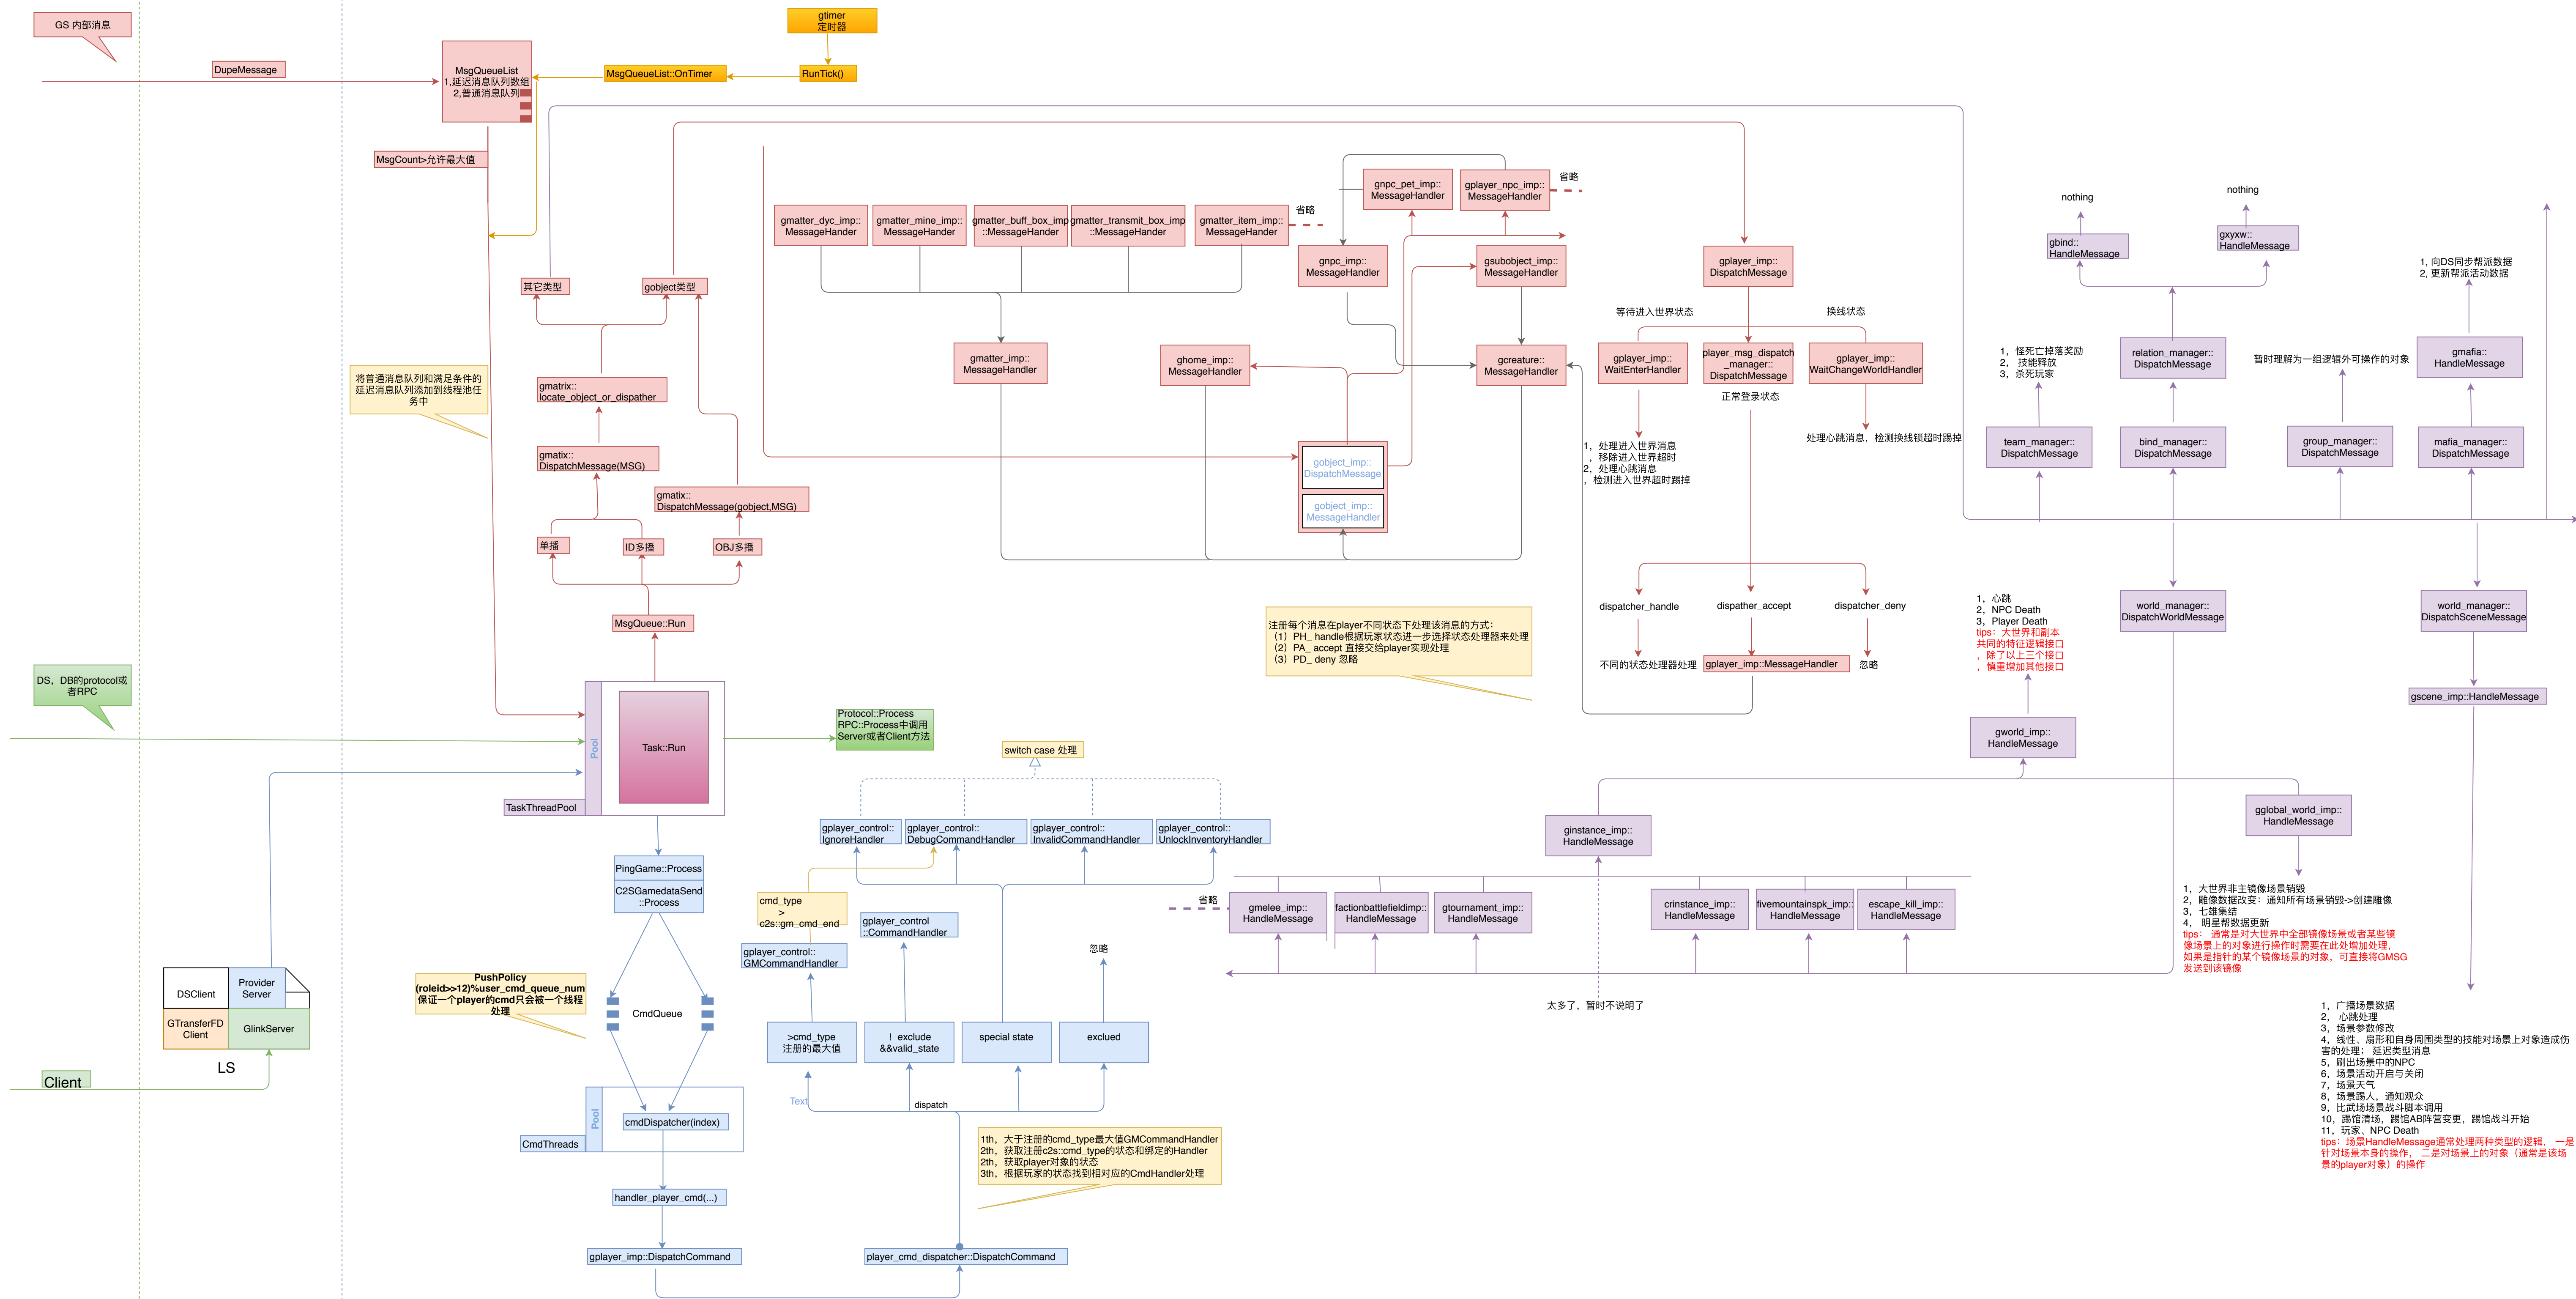 GS 内部消息
DupeMessage
MsgQueueList
1,延迟消息队列数组
2,普通消息队列
gtimer
定时器
MsgQueueList::OnTimer
RunTick()
MsgCount>允许最大值
将普通消息队列和满足条件的
延迟消息队列添加到线程池任
务中
其它类型
gobject类型
gmatrix::
locate_object_or_dispather
gmatix::
DispatchMessage(MSG)
gmatix::
DispatchMessage(gobject,MSG)
单播
ID多播
OBJ多播
MsgQueue::Run
gmatter_dyc_imp::
MessageHander
gmatter_mine_imp::
MessageHander
gmatter_buff_box_imp
::MessageHander
gmatter_transmit_box_imp
::MessageHander
gmatter_item_imp::
MessageHander
省略
gnpc_pet_imp::
MessageHandler
gplayer_npc_imp::
MessageHandler
省略
gnpc_imp::
MessageHandler
gsubobject_imp::
MessageHandler
gmatter_imp::
MessageHandler
ghome_imp::
MessageHandler
gcreature::
MessageHandler
gobject_imp::
DispatchMessage
gobject_imp::
MessageHandler
gplayer_imp::
DispatchMessage
等待进入世界状态
换线状态
gplayer_imp::
WaitEnterHandler
player_msg_dispatch
_manager::
DispatchMessage
gplayer_imp::
WaitChangeWorldHandler
正常登录状态
1，处理进入世界消息
，移除进入世界超时
2，处理心跳消息
，检测进入世界超时踢掉
处理心跳消息，检测换线锁超时踢掉
dispatcher_handle
dispather_accept
dispatcher_deny
不同的状态处理器处理
gplayer_imp::MessageHandler
忽略
注册每个消息在player不同状态下处理该消息的方式：
（1）PH_ handle根据玩家状态进一步选择状态处理器来处理
（2）PA_ accept 直接交给player实现处理
（3）PD_ deny 忽略
nothing
nothing
gbind::
HandleMessage
gxyxw::
HandleMessage
1, 向DS同步帮派数据
2, 更新帮派活动数据
1，怪死亡掉落奖励
2， 技能释放
3，杀死玩家
relation_manager::
DispatchMessage
暂时理解为一组逻辑外可操作的对象
gmafia::
HandleMessage
team_manager::
DispatchMessage
bind_manager::
DispatchMessage
group_manager::
DispatchMessage
mafia_manager::
DispatchMessage
1，心跳
2，NPC Death
3，Player Death
tips：大世界和副本
共同的特征逻辑接口
，除了以上三个接口
，慎重增加其他接口
world_manager::
DispatchWorldMessage
world_manager::
DispatchSceneMessage
gscene_imp::HandleMessage
gworld_imp::
HandleMessage
ginstance_imp::
HandleMessage
gglobal_world_imp::
HandleMessage
省略
gmelee_imp::
HandleMessage
factionbattlefieldimp::
HandleMessage
gtournament_imp::
HandleMessage
crinstance_imp::
HandleMessage
fivemountainspk_imp::
HandleMessage
escape_kill_imp::
HandleMessage
太多了，暂时不说明了
1，大世界非主镜像场景销毁
2，雕像数据改变：通知所有场景销毁->创建雕像
3，七雄集结
4， 明星帮数据更新
tips： 通常是对大世界中全部镜像场景或者某些镜
像场景上的对象进行操作时需要在此处增加处理，
如果是指针的某个镜像场景的对象，可直接将GMSG
发送到该镜像
1，广播场景数据
2， 心跳处理
3，场景参数修改
4，线性、扇形和自身周围类型的技能对场景上对象造成伤
害的处理； 延迟类型消息
5，刷出场景中的NPC
6，场景活动开启与关闭
7，场景天气
8，场景踢人，通知观众
9，比武场场景战斗脚本调用
10，踢馆清场，踢馆AB阵营变更，踢馆战斗开始
11，玩家、NPC Death
tips：场景HandleMessage通常处理两种类型的逻辑， 一是
针对场景本身的操作， 二是对场景上的对象（通常是该场
景的player对象）的操作
DS，DB的protocol或
者RPC
Pool
Task::Run
TaskThreadPool
Protocol::Process
RPC::Process中调用
Server或者Client方法
switch case 处理
gplayer_control::
IgnoreHandler
gplayer_control::
DebugCommandHandler
gplayer_control::
InvalidCommandHandler
gplayer_control::
UnlockInventoryHandler
PingGame::Process
C2SGamedataSend
::Process
cmd_type
>
c2s::gm_cmd_end
gplayer_control
::CommandHandler
gplayer_control::
GMCommandHandler
忽略
DSClient
Provider
Server
GTransferFD
Client
GlinkServer
LS
Client
PushPolicy
(roleid>>12)%user_cmd_queue_num
保证一个player的cmd只会被一个线程
处理
CmdQueue
>cmd_type
注册的最大值
！exclude
&&valid_state
special state
exclued
Text
dispatch
Pool
cmdDispatcher(index)
CmdThreads
1th，大于注册的cmd_type最大值GMCommandHandler
2th，获取注册c2s::cmd_type的状态和绑定的Handler
2th，获取player对象的状态
3th，根据玩家的状态找到相对应的CmdHandler处理
handler_player_cmd(...)
gplayer_imp::DispatchCommand
player_cmd_dispatcher::DispatchCommand